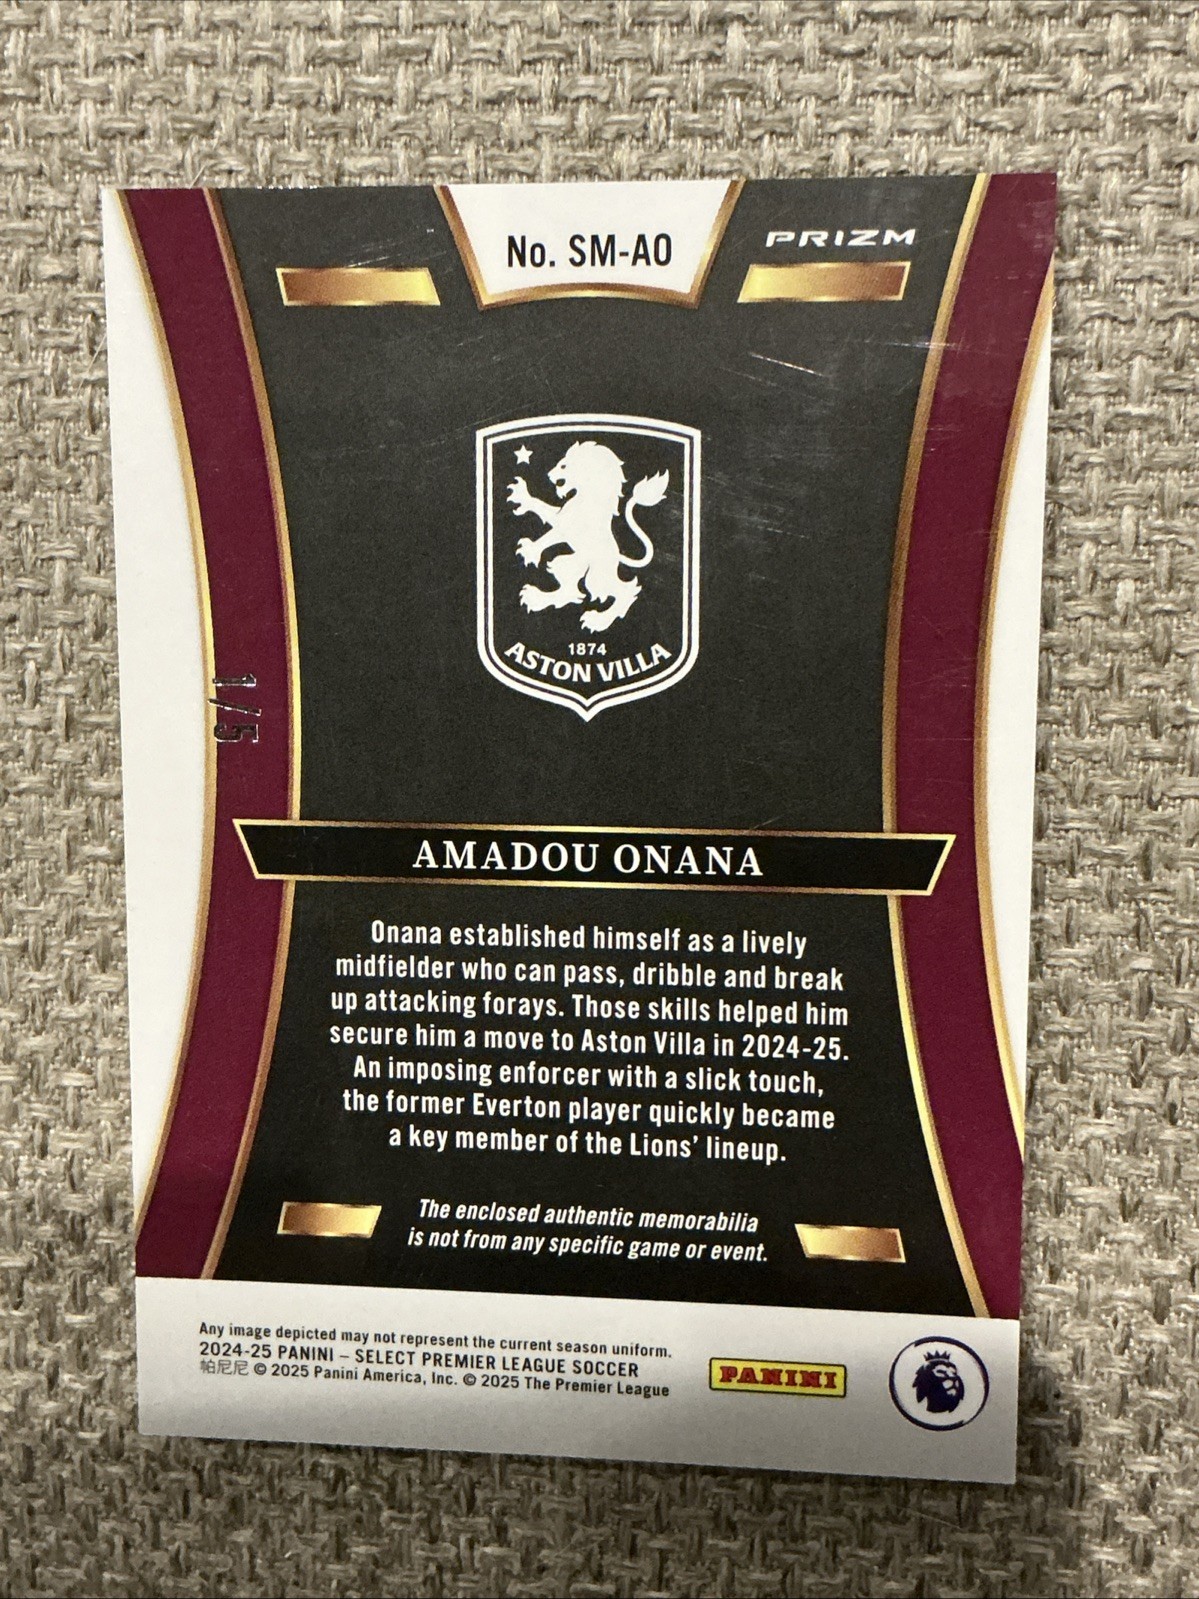 No. SM-AO
PRIZM
1874
ASTON VILLA
1/5
AMADOU ONANA
Onana established himself as a lively
midfielder who can pass, dribble and break
up attacking forays. Those skills helped him
secure him a move to Aston Villa in 2024-25.
An imposing enforcer with a slick touch,
the former Everton player quickly became
a key member of the Lions' lineup.
The enclosed authentic memorabilia
is not from any specific game or event.
Any image depicted may not represent the current season uniform.
2024-25 PANINI – SELECT PREMIER LEAGUE SOCCER
帕尼尼 © 2025 Panini America, Inc. © 2025 The Premier League
PANINI